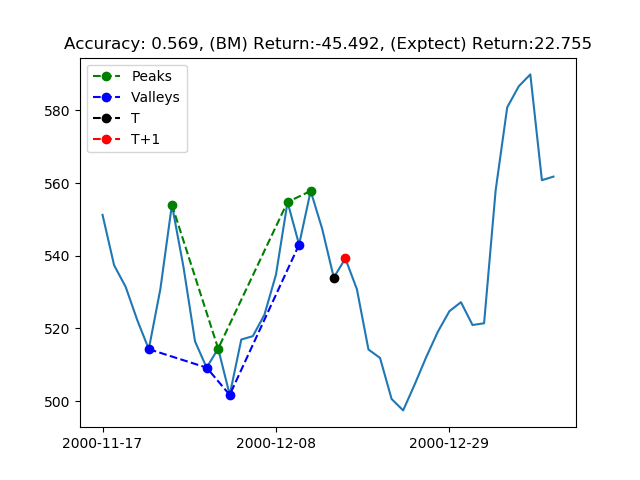 Accuracy: 0.569, (BM) Return:-45.492, (Exptect) Return:22.755
Peaks
Valleys
T
T+1
580
560
540
520
500
2000-11-17
2000-12-08
2000-12-29